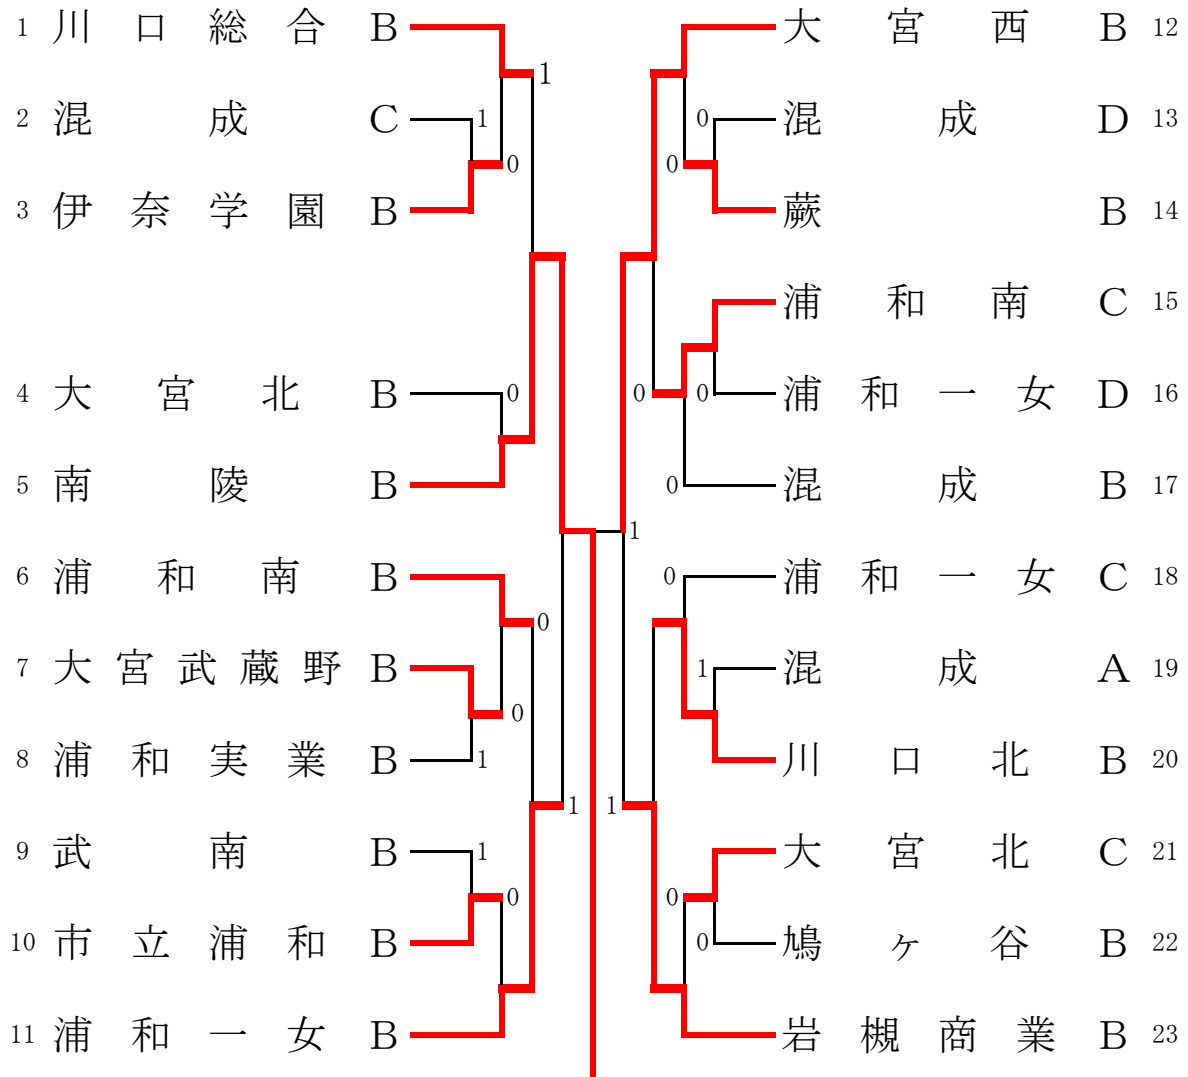 1 川口総合 B
1
2 混成 C
1
0
3 伊奈学園 B
4 大宮北 B
0
5 南陵 B
6 浦和南 B
0
7 大宮武蔵野 B
0
8 浦和実業 B
1
1
9 武南 B
1
0
10 市立浦和 B
11 浦和一女 B
大宮西 B 12
0
混成 D 13
0
蕨 B 14
浦和南 C 15
0
0
浦和一女 D 16
0
混成 B 17
1
0
浦和一女 C 18
1
混成 A 19
川口北 B 20
1
大宮北 C 21
0
0
鳩ヶ谷 B 22
岩槻商業 B 23